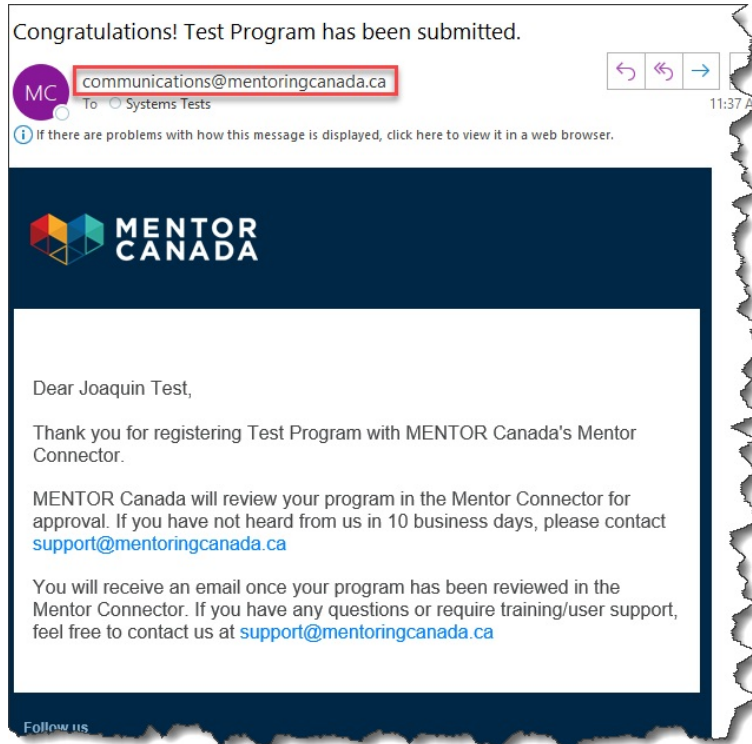 Congratulations! Test Program has been submitted.
MC
communications@mentoringcanada.ca
To Systems Tests
11:37 A
If there are problems with how this message is displayed, click here to view it in a web browser.
MENTOR
CANADA
Dear Joaquin Test,
Thank you for registering Test Program with MENTOR Canada's Mentor
Connector.
MENTOR Canada will review your program in the Mentor Connector for
approval. If you have not heard from us in 10 business days, please contact
support@mentoringcanada.ca
You will receive an email once your program has been reviewed in the
Mentor Connector. If you have any questions or require training/user support,
feel free to contact us at support@mentoringcanada.ca
Follow us